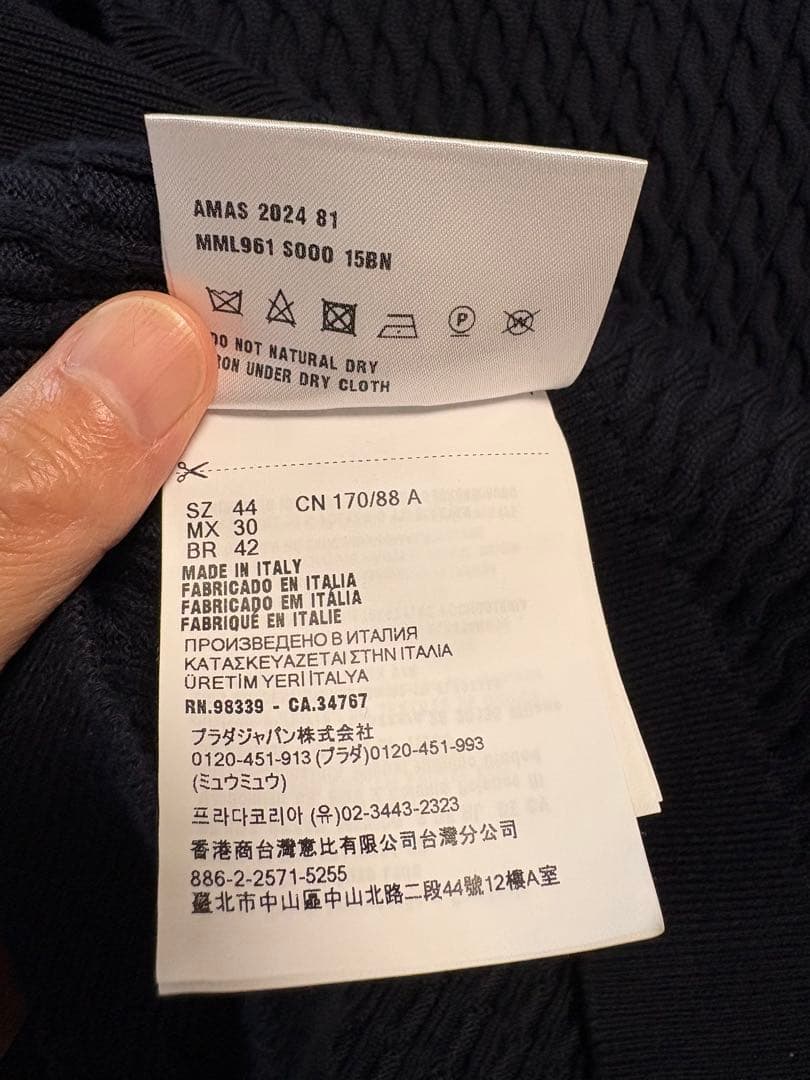 AMAS 2024 81
MML961 S000 15BN
P
W
DO NOT NATURAL DRY
IRON UNDER DRY CLOTH
SZ 44 CN 170/88 A
MX 30
BR 42
MADE IN ITALY
FABRICADO EN ITALIA
FABRICADO EM ITÁLIA
FABRIQUÉ EN ITALIE
ПРОИЗВЕДЕНО В ИТАЛИЯ
ΚΑΤΑΣΚΕΥΑΖΕΤΑΙ ΣΤΗΝ ΙΤΑΛΙΑ
ÜRETİM YERİ İTALYA
RN.98339 - CA.34767
プラダジャパン株式会社
0120-451-913 (プラダ)0120-451-993
(ミュウミュウ)
프라다코리아 (유)02-3443-2323
香港商台灣意比有限公司台灣分公司
886-2-2571-5255
臺北市中山區中山北路二段44號12樓A室